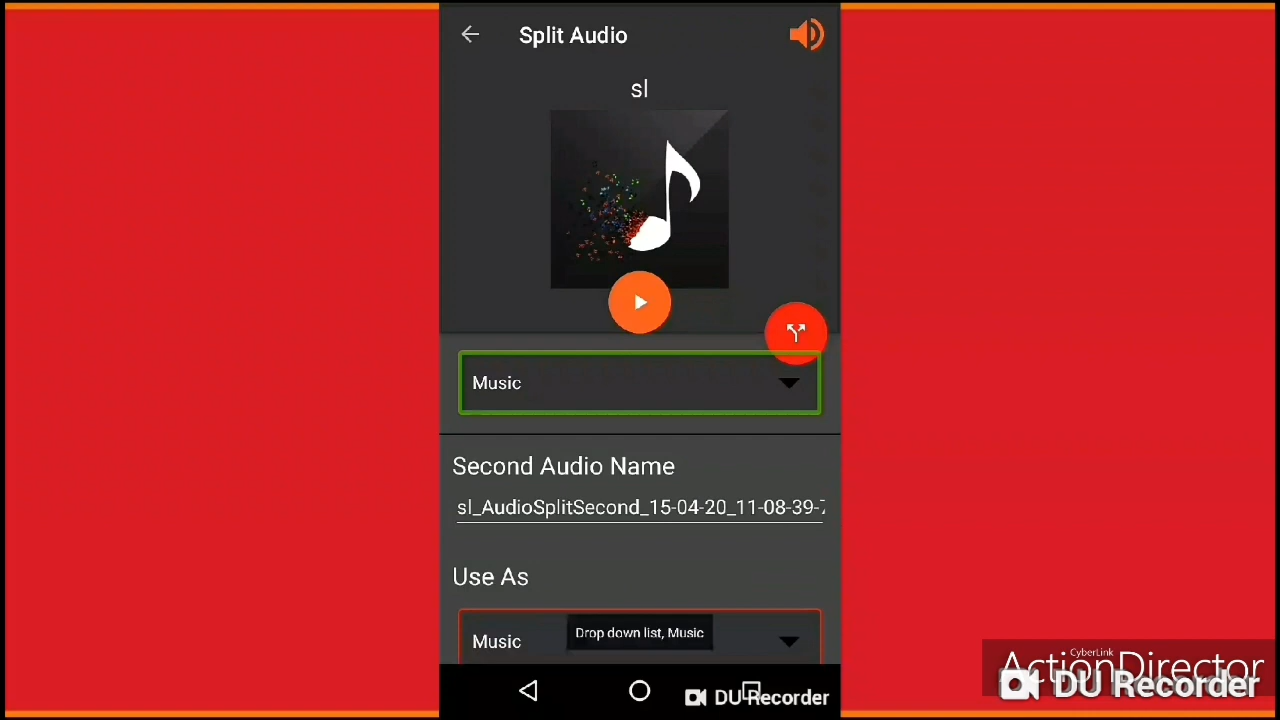 Split Audio
sl
Music
Second Audio Name
sl_AudioSplitSecond_15-04-20_11-08-39-
Use As
Music
Drop down list, Music
DU Recorder
CyberLink
ActionDirector
DU Recorder